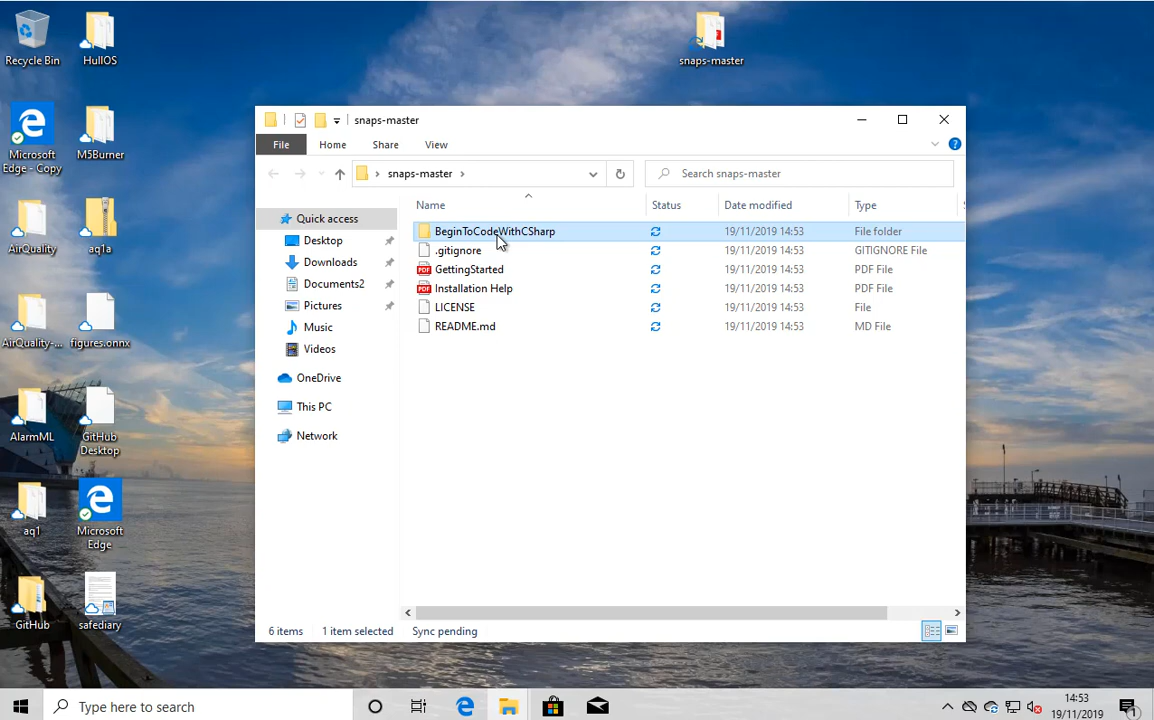 Recycle Bin
HullOS
snaps-master
Microsoft
Edge - Copy
M5Burner
AirQuality
aq1a
AirQuality-...
figures.onnx
AlarmML
GitHub
Desktop
aq1
Microsoft
Edge
GitHub
safediary
snaps-master
File
Home
Share
View
snaps-master
Search snaps-master
Quick access
Desktop
Downloads
Documents2
Pictures
Music
Videos
OneDrive
This PC
Network
Name Status Date modified Type
BeginToCodeWithCSharp 19/11/2019 14:53 File folder
.gitignore 19/11/2019 14:53 GITIGNORE File
GettingStarted 19/11/2019 14:53 PDF File
Installation Help 19/11/2019 14:53 PDF File
LICENSE 19/11/2019 14:53 File
README.md 19/11/2019 14:53 MD File
6 items 1 item selected Sync pending
Type here to search
14:53
19/11/2019
1